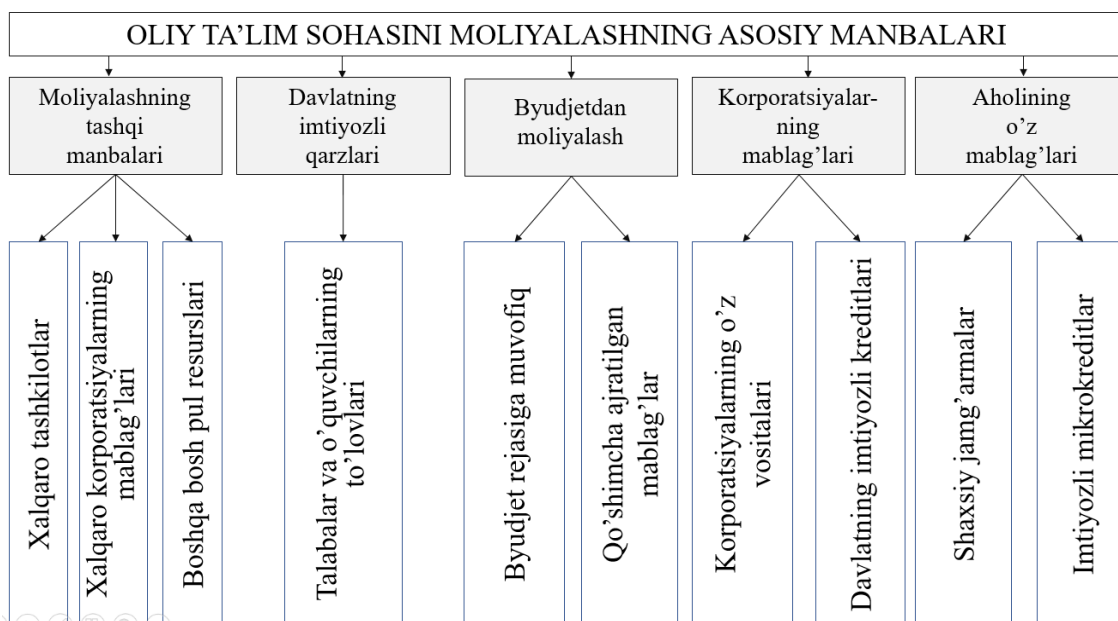 OLIY TA’LIM SOHASINI MOLIYALASHNING ASOSIY MANBALARI
Moliyalashning
tashqi
manbalari
Davlatning
imtiyozli
qarzlari
Byudjetdan
moliyalash
Korporatsiyalar-
ning
mablag’lari
Aholining
o’z
mablag’lari
Xalqaro tashkilotlar
Xalqaro korporatsiyalarning
mablag’lari
Boshqa bosh pul resurslari
Talabalar va o’quvchilarning
to’lovlari
Byudjet rejasiga muvofiq
Qo’shimcha ajratilgan
mablag’lar
Korporatsiyalarning o’z
vositalari
Davlatning imtiyozli kreditlari
Shaxsiy jamg’armalar
Imtiyozli mikrokreditlar